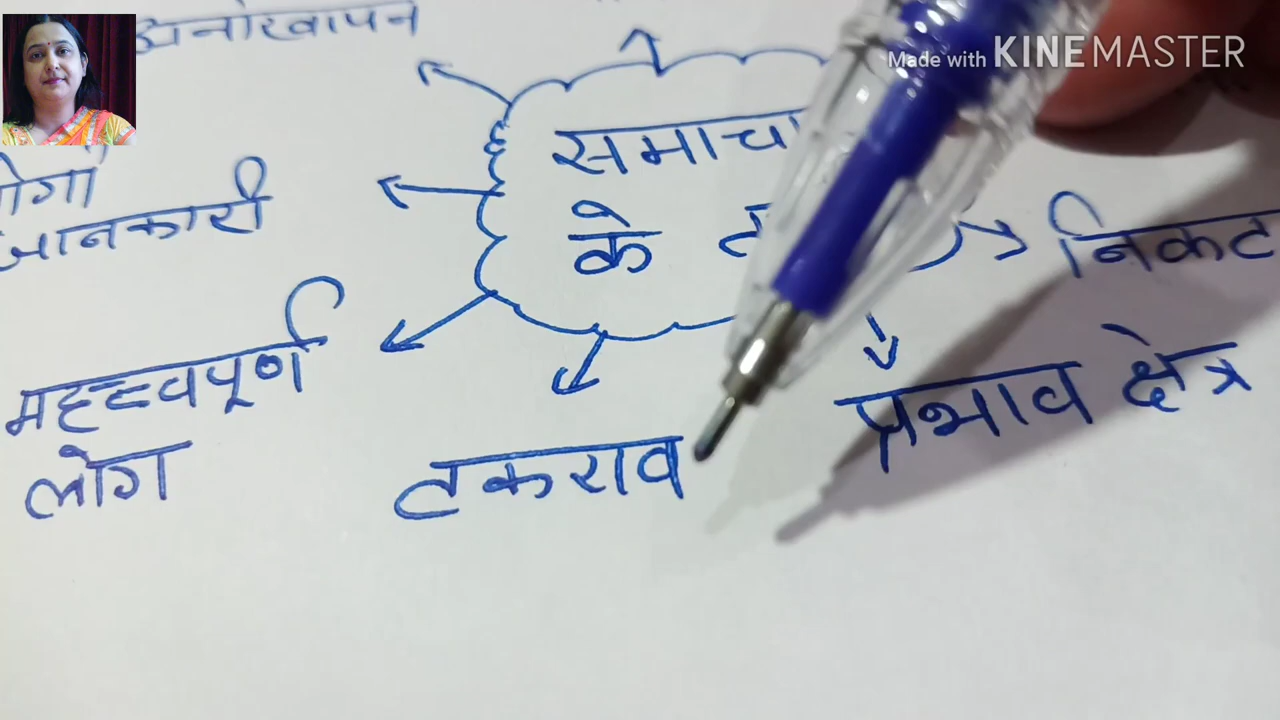 अनोखापन
Made with KINEMASTER
समाचा
के त
जानकारी
निकट
महत्त्वपूर्ण
लोग
टकराव
प्रभाव क्षेत्र